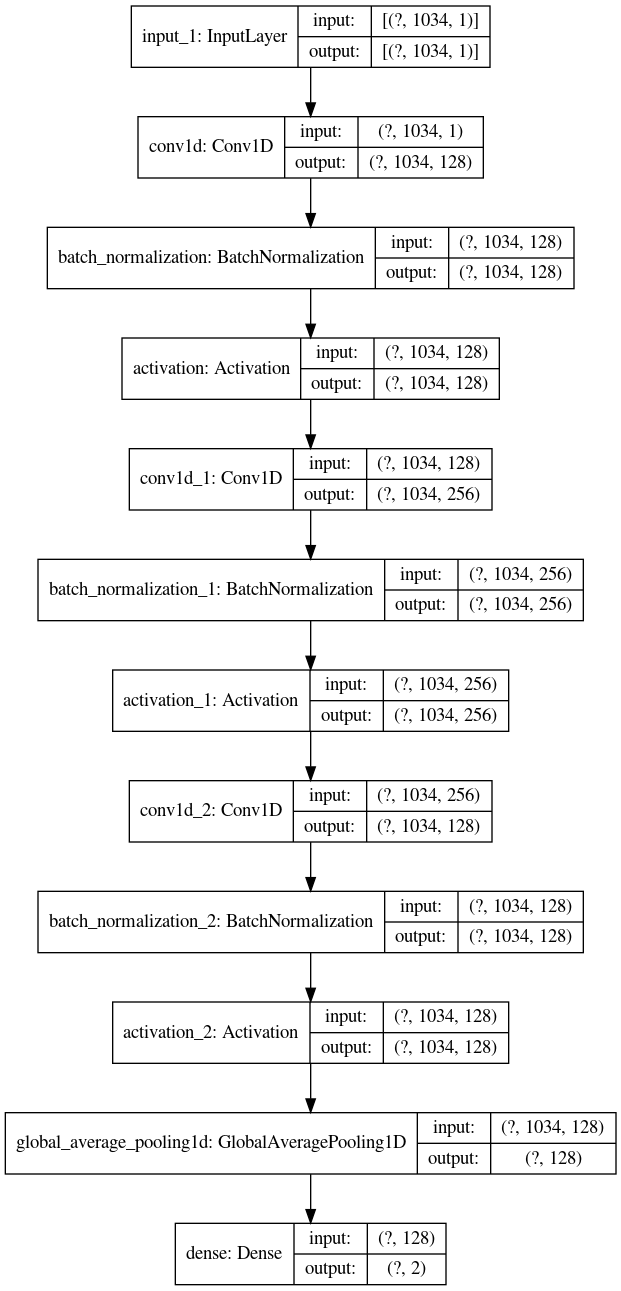 input_1: InputLayer
input: [(?, 1034, 1)]
output: [(?, 1034, 1)]
conv1d: Conv1D
input: (?, 1034, 1)
output: (?, 1034, 128)
batch_normalization: BatchNormalization
input: (?, 1034, 128)
output: (?, 1034, 128)
activation: Activation
input: (?, 1034, 128)
output: (?, 1034, 128)
conv1d_1: Conv1D
input: (?, 1034, 128)
output: (?, 1034, 256)
batch_normalization_1: BatchNormalization
input: (?, 1034, 256)
output: (?, 1034, 256)
activation_1: Activation
input: (?, 1034, 256)
output: (?, 1034, 256)
conv1d_2: Conv1D
input: (?, 1034, 256)
output: (?, 1034, 128)
batch_normalization_2: BatchNormalization
input: (?, 1034, 128)
output: (?, 1034, 128)
activation_2: Activation
input: (?, 1034, 128)
output: (?, 1034, 128)
global_average_pooling1d: GlobalAveragePooling1D
input: (?, 1034, 128)
output: (?, 128)
dense: Dense
input: (?, 128)
output: (?, 2)